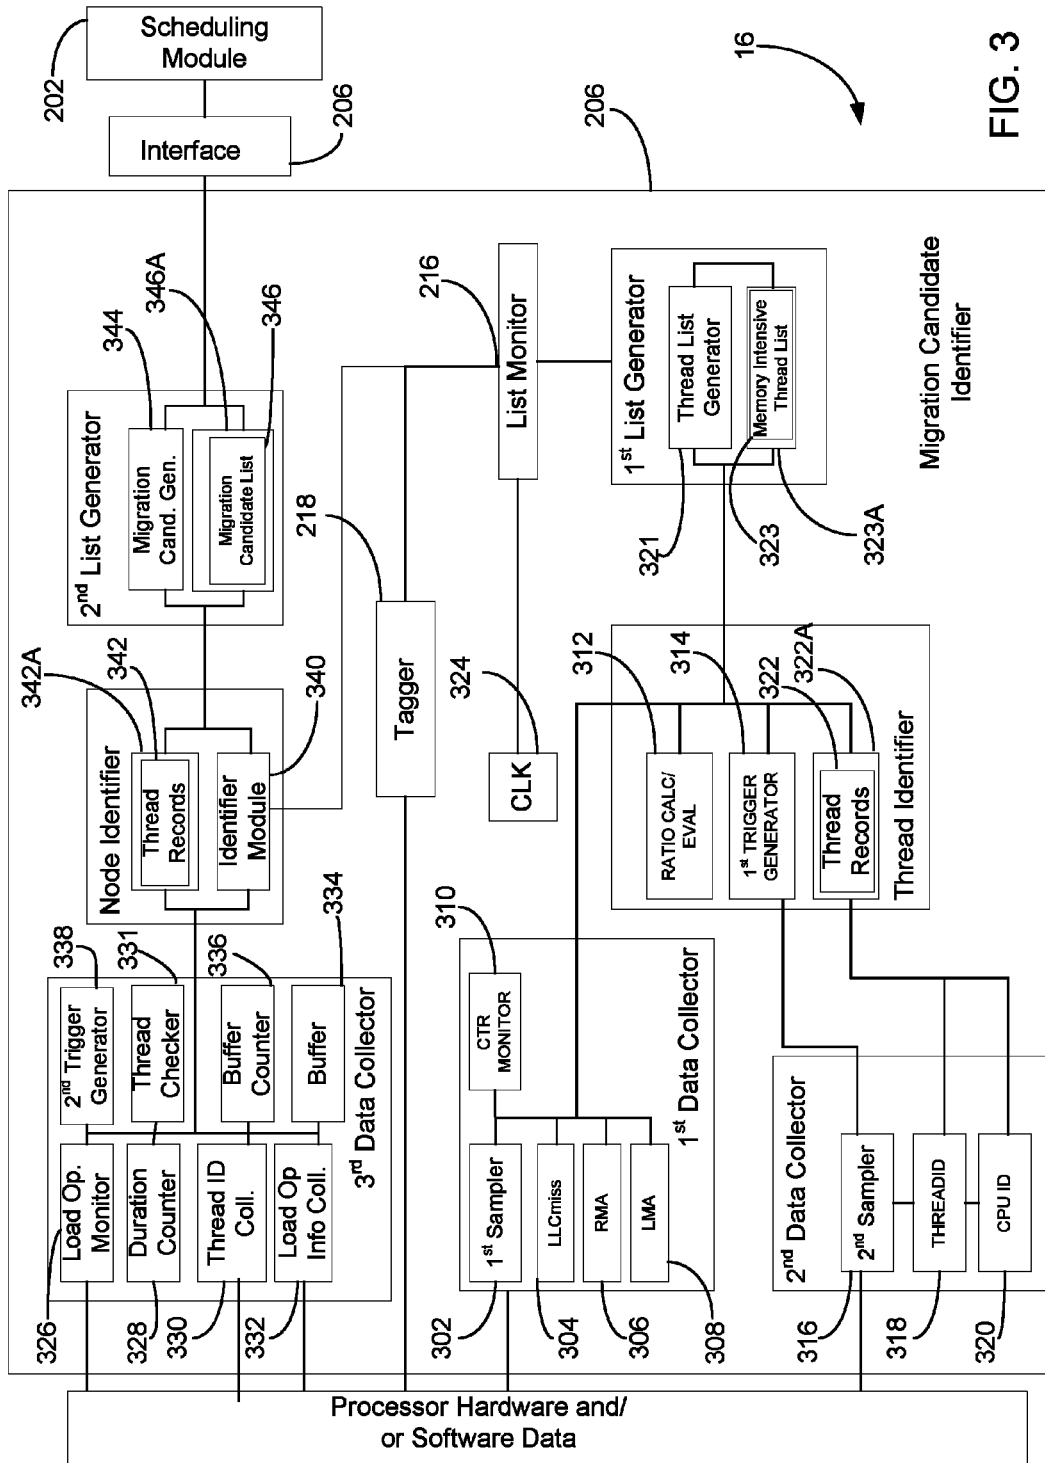 Processor Hardware and/
or Software Data
326
Load Op.
Monitor
328
Duration
Counter
330
Thread ID
Coll.
332
Load Op
Info Coll.
338
2nd Trigger
Generator
331
Thread
Checker
336
Buffer
Counter
334
Buffer
3rd Data Collector
Node Identifier
342A
342
Thread
Records
Identifier
Module
340
2nd List Generator
344
Migration
Cand. Gen.
346A
Migration
Candidate List
346
Interface
206
202
Scheduling
Module
218
Tagger
216
List Monitor
324
CLK
206
16
302
1st Sampler
304
LLCmiss
306
RMA
308
LMA
310
CTR
MONITOR
1st Data Collector
312
RATIO CALC/
EVAL
314
1st TRIGGER
GENERATOR
322
322A
Thread
Records
Thread Identifier
1st List Generator
321
Thread List
Generator
323
Memory Intensive
Thread List
323A
2nd Data Collector
316
2nd Sampler
318
THREADID
320
CPU ID
Migration Candidate
Identifier
FIG. 3